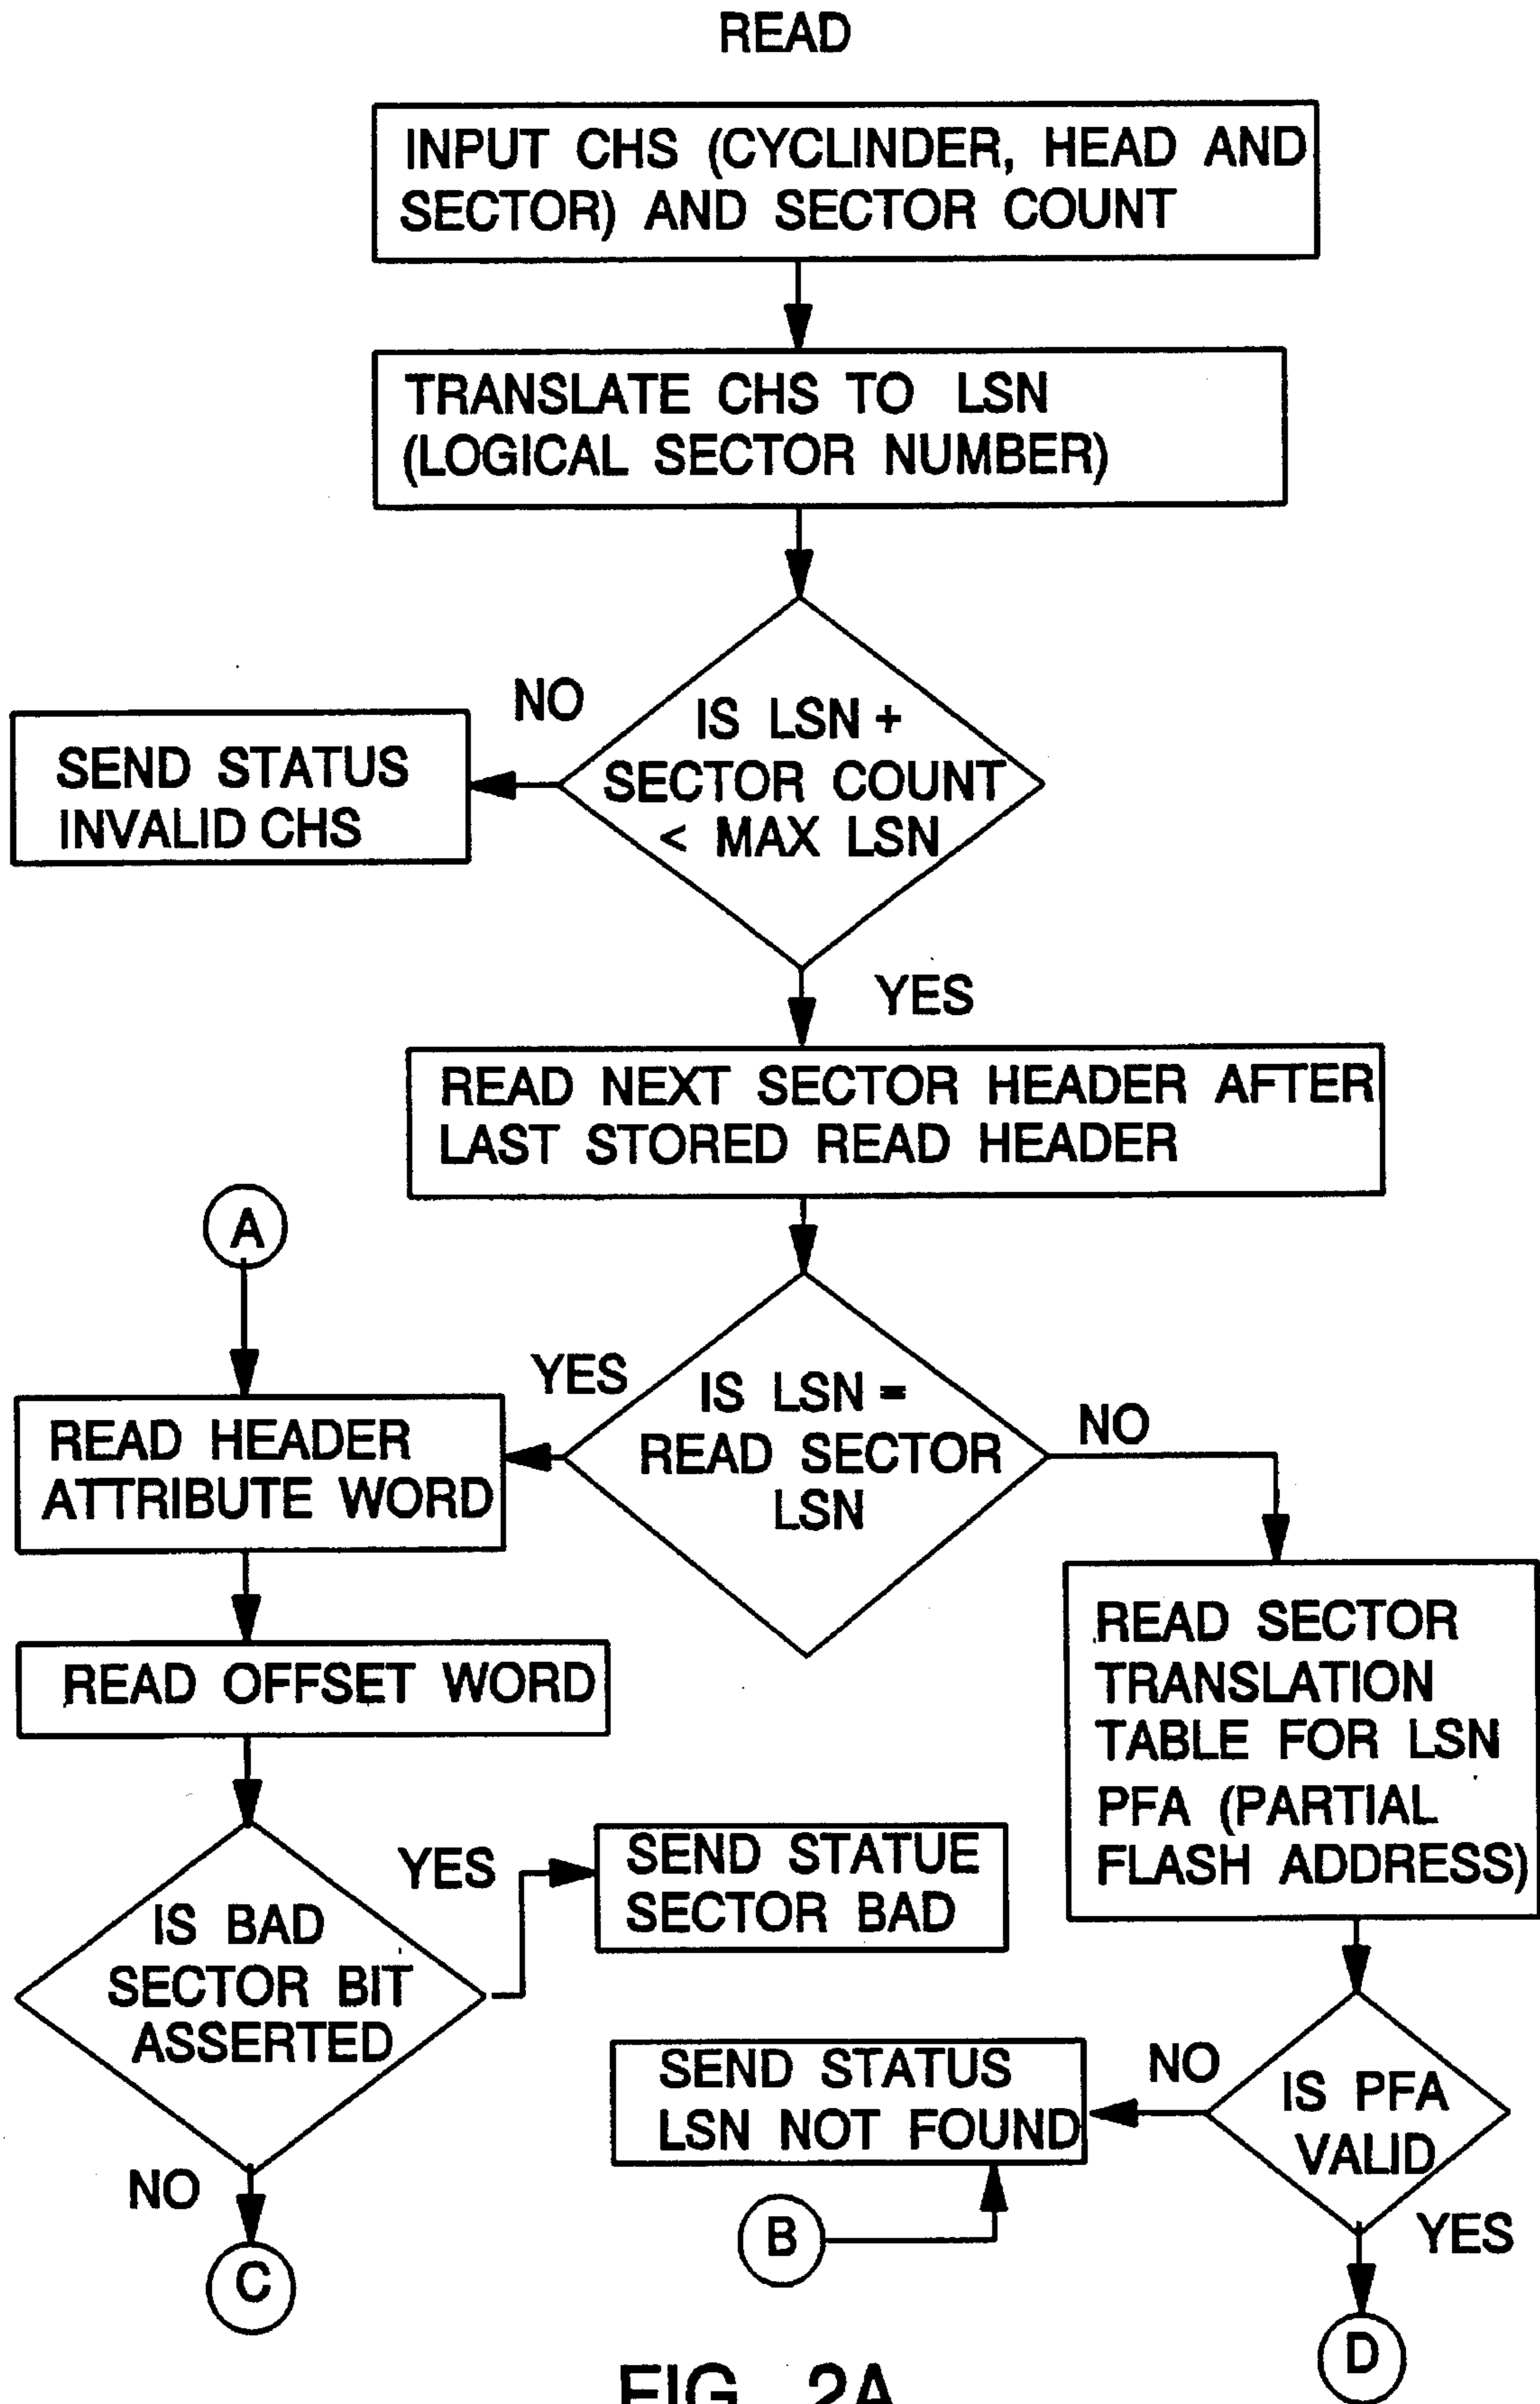 READ
INPUT CHS (CYCLINDER, HEAD AND
SECTOR) AND SECTOR COUNT
TRANSLATE CHS TO LSN
(LOGICAL SECTOR NUMBER)
NO
IS LSN +
SECTOR COUNT
< MAX LSN
SEND STATUS
INVALID CHS
YES
READ NEXT SECTOR HEADER AFTER
LAST STORED READ HEADER
A
YES
IS LSN =
READ SECTOR
LSN
NO
READ HEADER
ATTRIBUTE WORD
READ OFFSET WORD
READ SECTOR
TRANSLATION
TABLE FOR LSN
PFA (PARTIAL
FLASH ADDRESS)
IS BAD
SECTOR BIT
ASSERTED
YES
SEND STATUE
SECTOR BAD
SEND STATUS
LSN NOT FOUND
NO
IS PFA
VALID
NO
C
B
YES
D
FIG. 2A